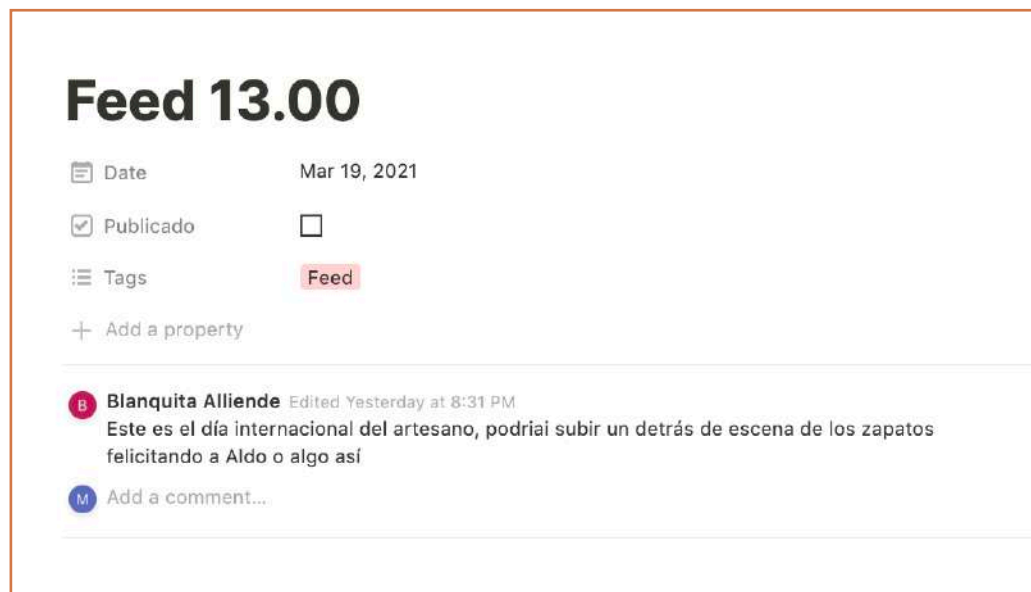 Feed 13.00
Date Mar 19, 2021
Publicado
Tags Feed
Add a property
B Blanquita Alliende Edited Yesterday at 8:31 PM
Este es el día internacional del artesano, podriai subir un detrás de escena de los zapatos
felicitando a Aldo o algo así
M Add a comment...